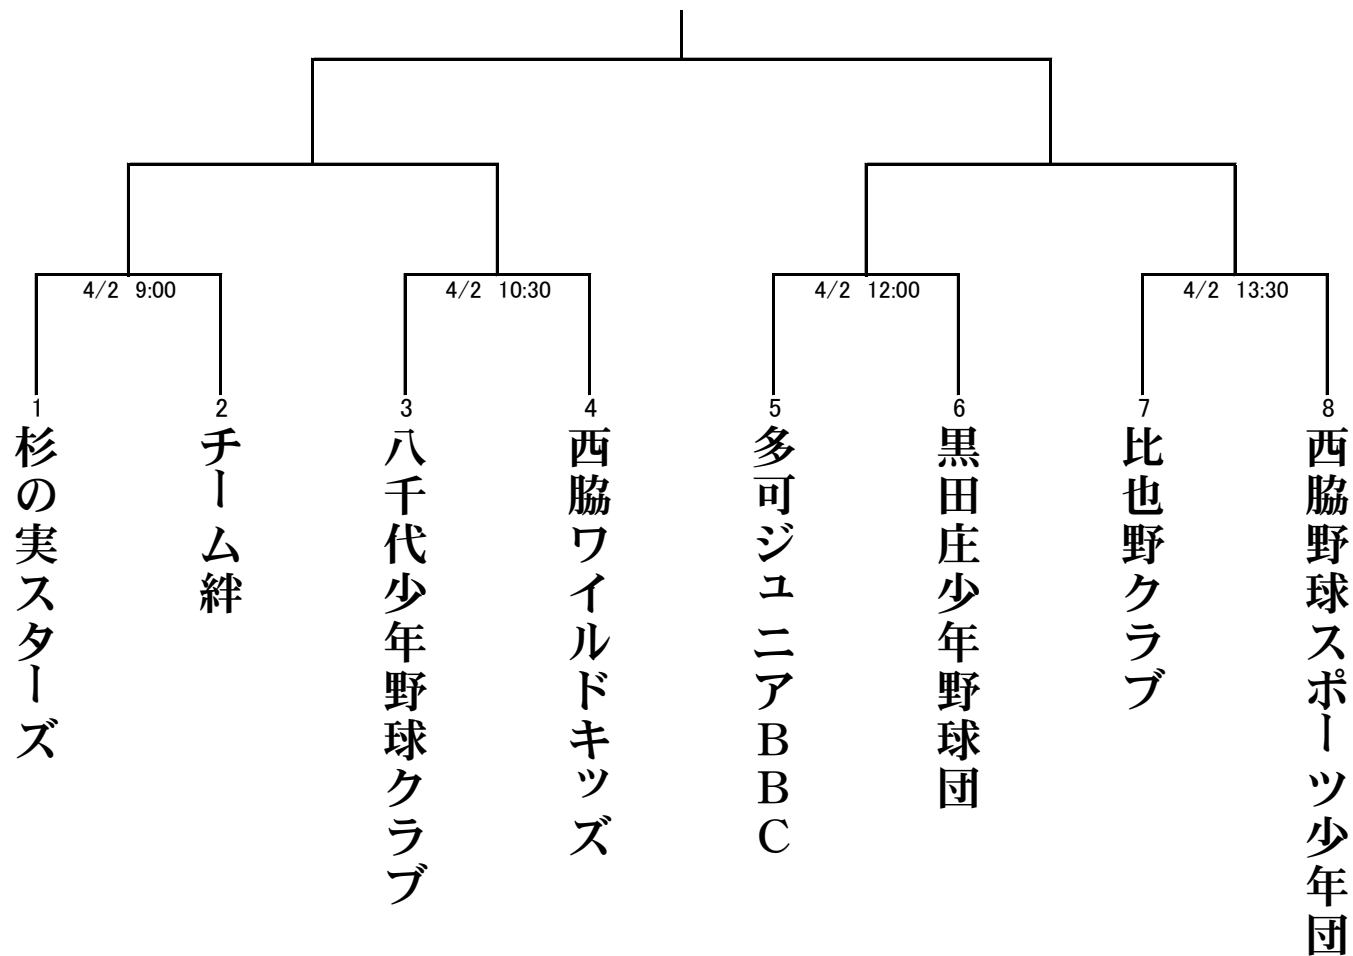 4/2 9:00
4/2 10:30
4/2 12:00
4/2 13:30
1
杉の実スターズ
2
チーム絆
3
八千代少年野球クラブ
4
西脇ワイルドキッズ
5
多可ジュニアＢＢＣ
6
黒田庄少年野球団
7
比也野クラブ
8
西脇野球スポーツ少年団